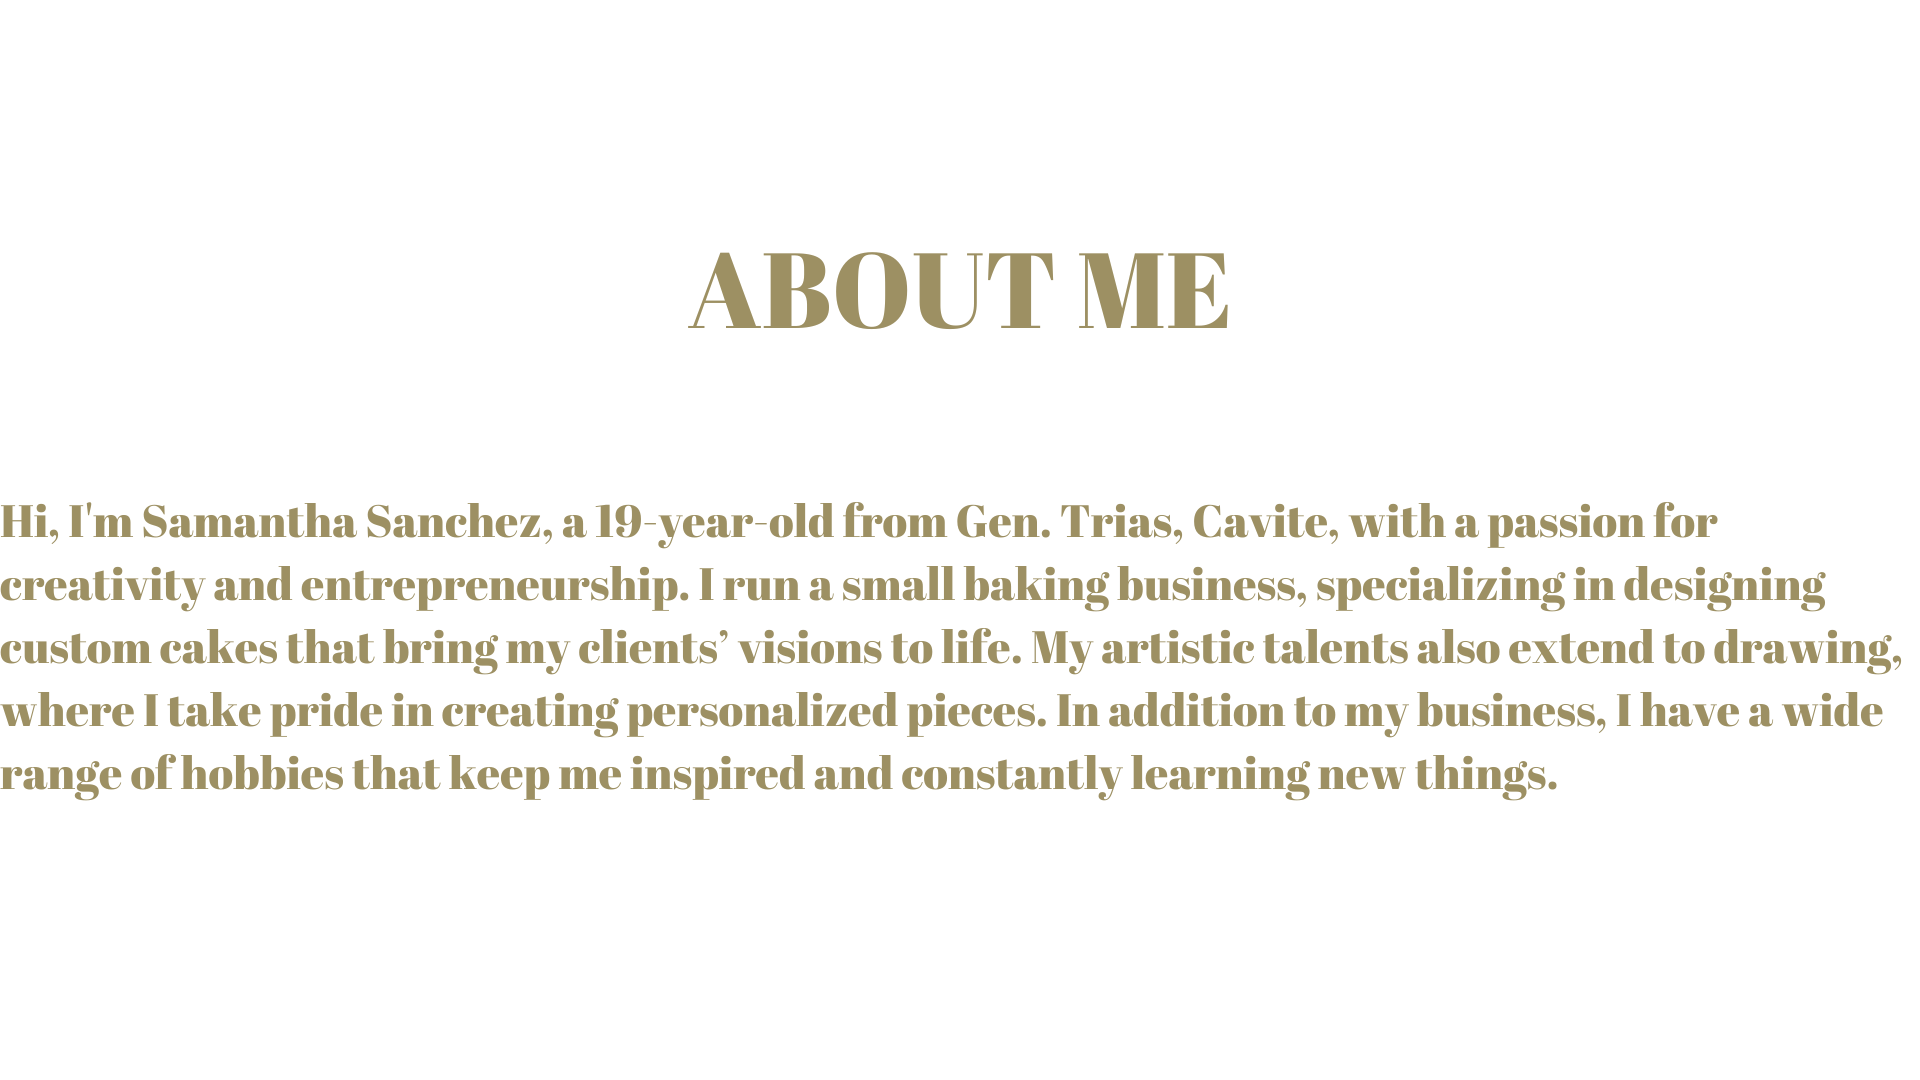 ABOUT ME
Hi, I'm Samantha Sanchez, a 19-year-old from Gen. Trias, Cavite, with a passion for
creativity and entrepreneurship. I run a small baking business, specializing in designing
custom cakes that bring my clients’ visions to life. My artistic talents also extend to drawing,
where I take pride in creating personalized pieces. In addition to my business, I have a wide
range of hobbies that keep me inspired and constantly learning new things.